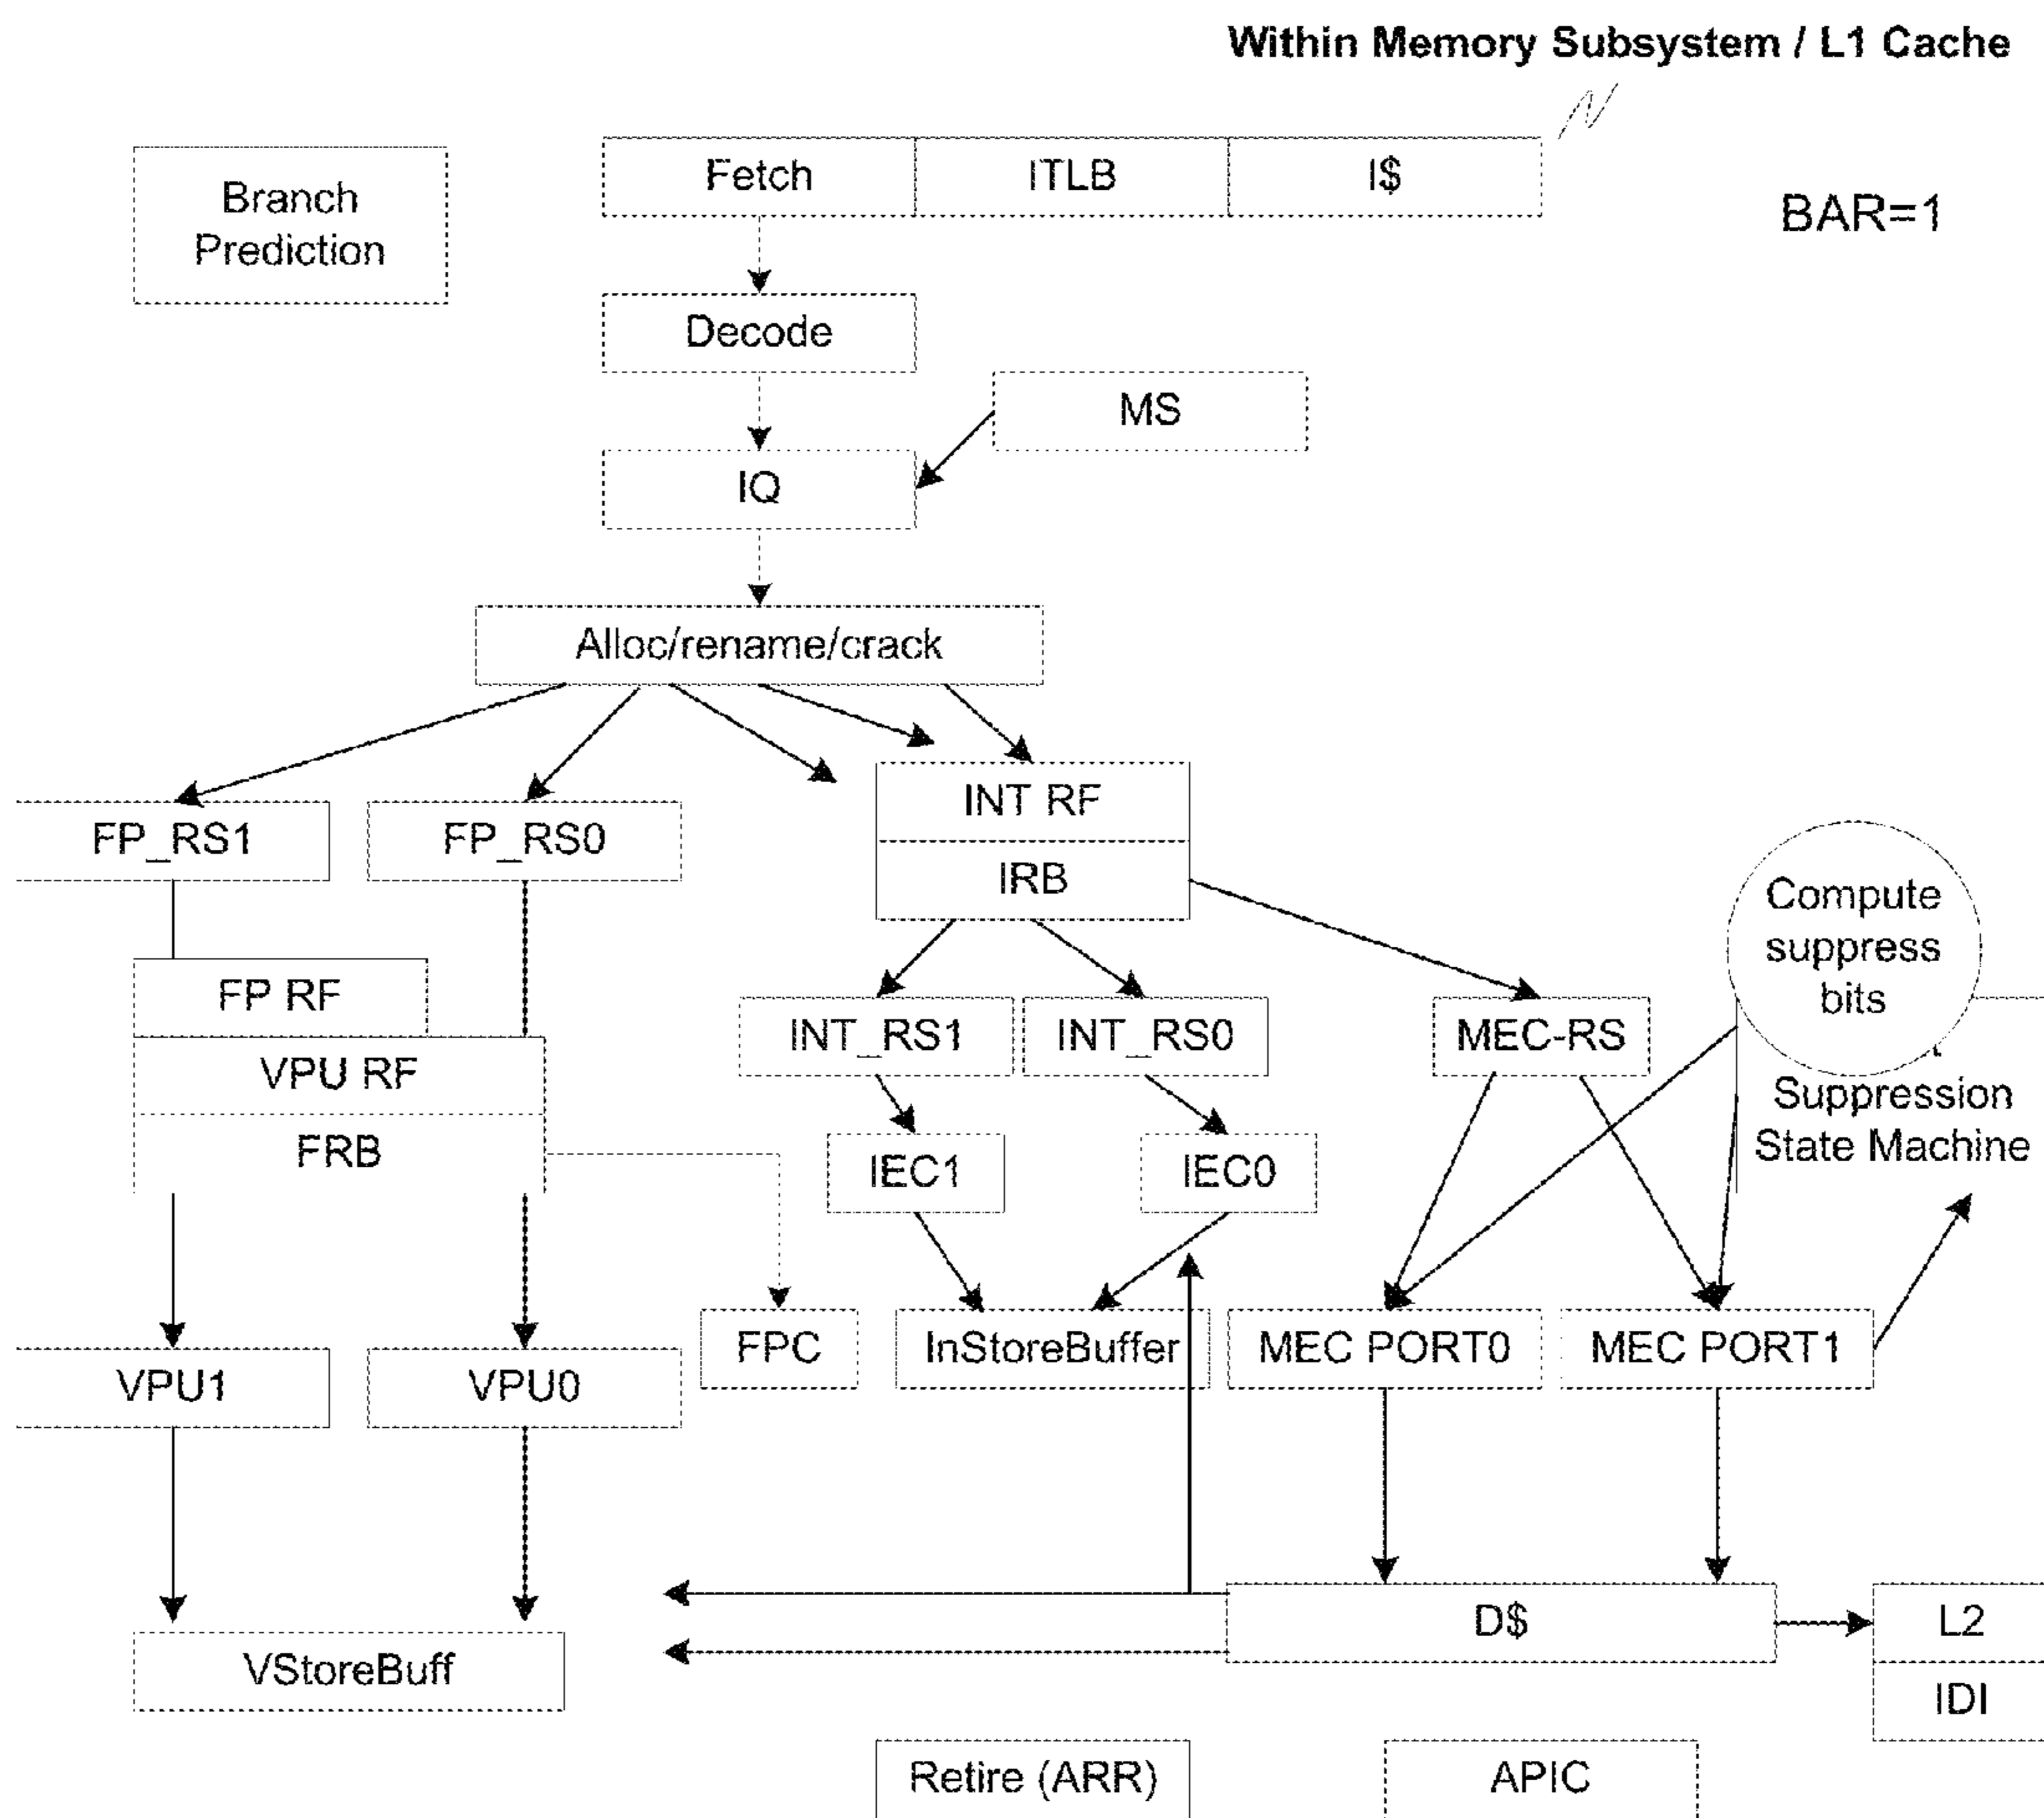 Within Memory Subsystem / L1 Cache
Branch
Prediction
Fetch
ITLB
I$
BAR=1
Decode
MS
IQ
Alloc/rename/crack
INT RF
FP_RS1
FP_RS0
IRB
Compute
suppress
bits
FP RF
INT_RS1
INT_RS0
MEC-RS
VPU RF
Suppression
State Machine
FRB
IEC1
IEC0
FPC
InStoreBuffer
MEC PORT0
MEC PORT1
VPU1
VPU0
D$
L2
VStoreBuff
IDI
Retire (ARR)
APIC